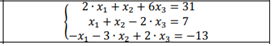 2 · x₁ + x₂ + 6x₃ = 31
x₁ + x₂ − 2 · x₃ = 7
−x₁ − 3 · x₂ + 2 · x₃ = −13